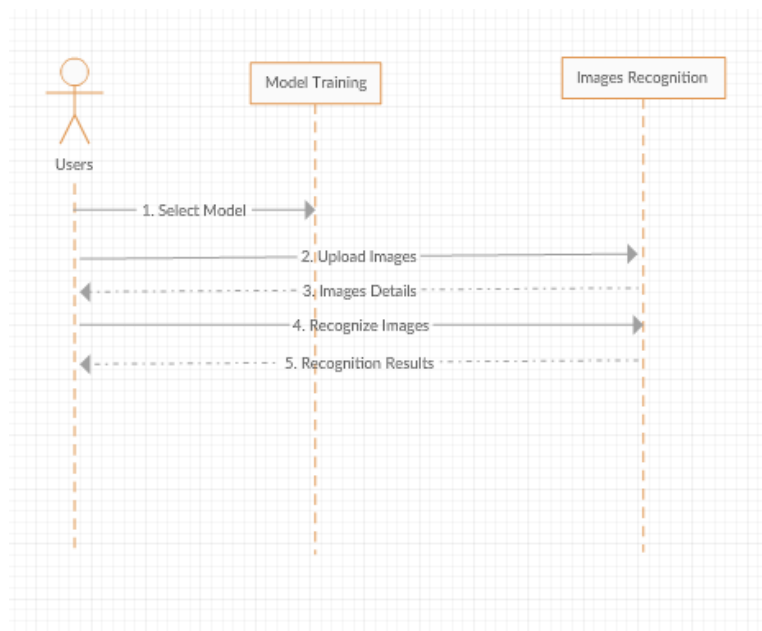 Model Training
Images Recognition
Users
1. Select Model
2. Upload Images
3. Images Details
4. Recognize Images
5. Recognition Results